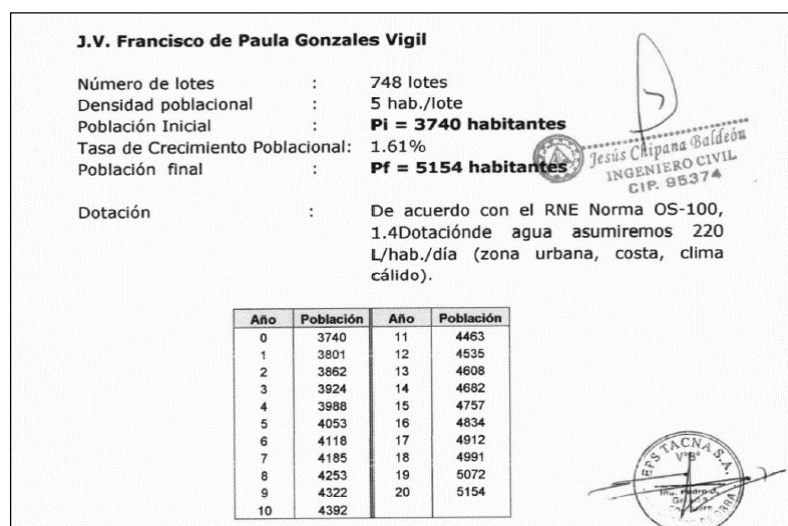 J.V. Francisco de Paula Gonzales Vigil
Número de lotes : 748 lotes
Densidad poblacional : 5 hab./lote
Población Inicial : Pi = 3740 habitantes
Tasa de Crecimiento Poblacional: 1.61%
Población final : Pf = 5154 habitantes
Jesús Chipana Baldeón
INGENIERO CIVIL
CIP. 95374
Dotación : De acuerdo con el RNE Norma OS-100,
1.4Dotaciónde agua asumiremos 220
L/hab./día (zona urbana, costa, clima
cálido).
Año Población Año Población
0 3740 11 4463
1 3801 12 4535
2 3862 13 4608
3 3924 14 4682
4 3988 15 4757
5 4053 16 4834
6 4118 17 4912
7 4185 18 4991
8 4253 19 5072
9 4322 20 5154
10 4392
EPS TACNA S.A.
V°B°